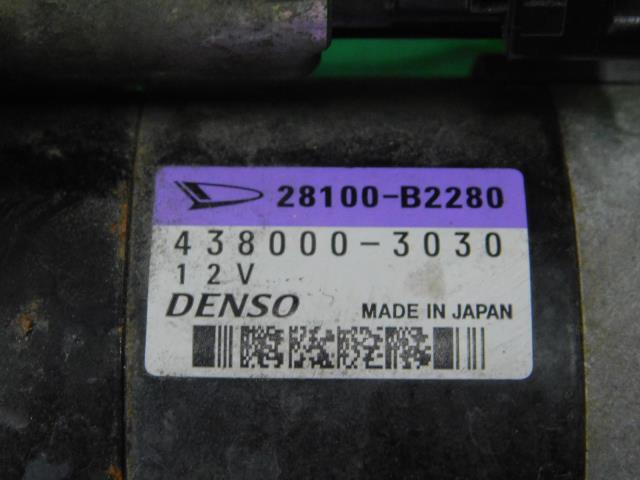 28100-B2280
438000-3030
12V
DENSO MADE IN JAPAN